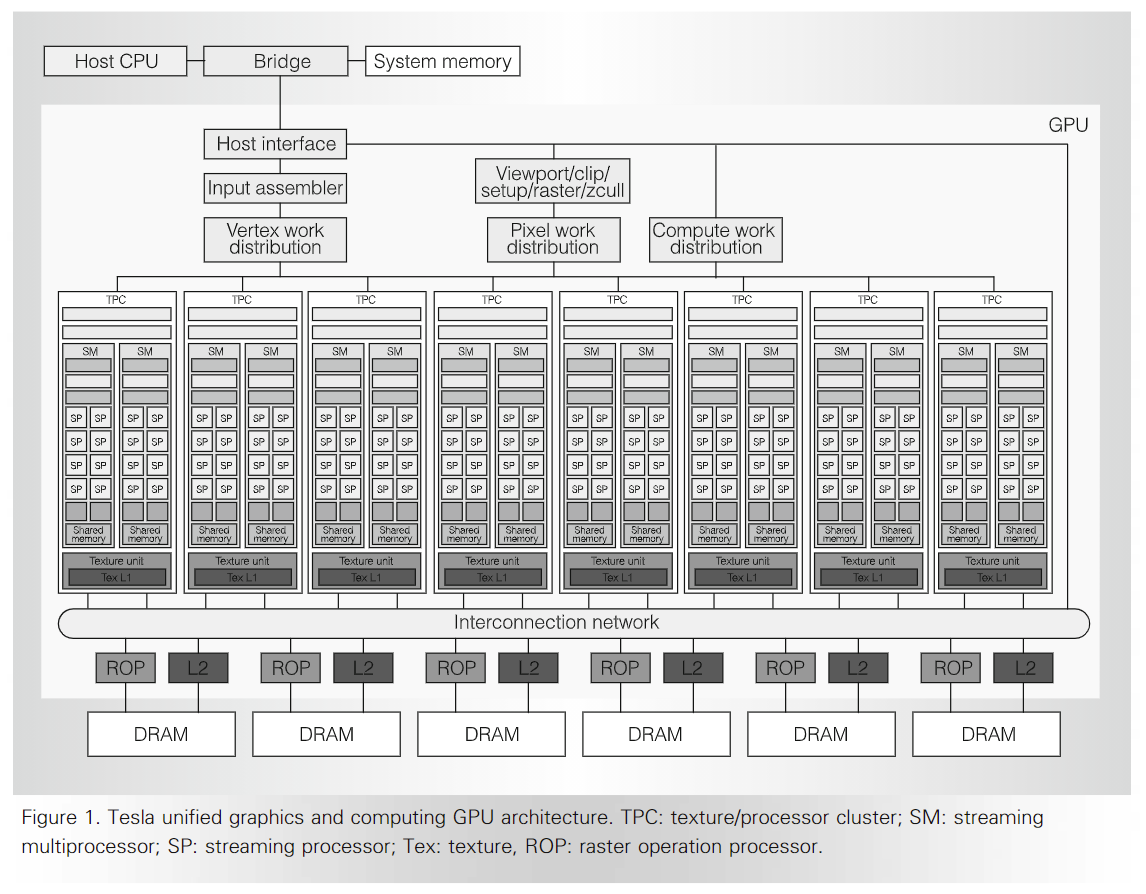 Host CPU
Bridge
System memory
GPU
Host interface
Viewport/clip/
setup/raster/zcull
Input assembler
Vertex work
distribution
Pixel work
distribution
Compute work
distribution
TPC TPC TPC TPC TPC TPC TPC TPC
SM SM SM SM SM SM SM SM SM SM SM SM SM SM SM SM
SP SP SP SP SP SP SP SP SP SP SP SP SP SP SP SP SP SP SP SP SP SP SP SP SP SP SP SP SP SP SP SP
SP SP SP SP SP SP SP SP SP SP SP SP SP SP SP SP SP SP SP SP SP SP SP SP SP SP SP SP SP SP SP SP
SP SP SP SP SP SP SP SP SP SP SP SP SP SP SP SP SP SP SP SP SP SP SP SP SP SP SP SP SP SP SP SP
SP SP SP SP SP SP SP SP SP SP SP SP SP SP SP SP SP SP SP SP SP SP SP SP SP SP SP SP SP SP SP SP
Shared Shared Shared Shared Shared Shared Shared Shared Shared Shared Shared Shared Shared Shared Shared Shared
memory memory memory memory memory memory memory memory memory memory memory memory memory memory memory memory
Texture unit Texture unit Texture unit Texture unit Texture unit Texture unit Texture unit Texture unit
Tex L1 Tex L1 Tex L1 Tex L1 Tex L1 Tex L1 Tex L1 Tex L1
Interconnection network
ROP L2 ROP L2 ROP L2 ROP L2 ROP L2 ROP L2
DRAM DRAM DRAM DRAM DRAM DRAM
Figure 1. Tesla unified graphics and computing GPU architecture. TPC: texture/processor cluster; SM: streaming
multiprocessor; SP: streaming processor; Tex: texture, ROP: raster operation processor.